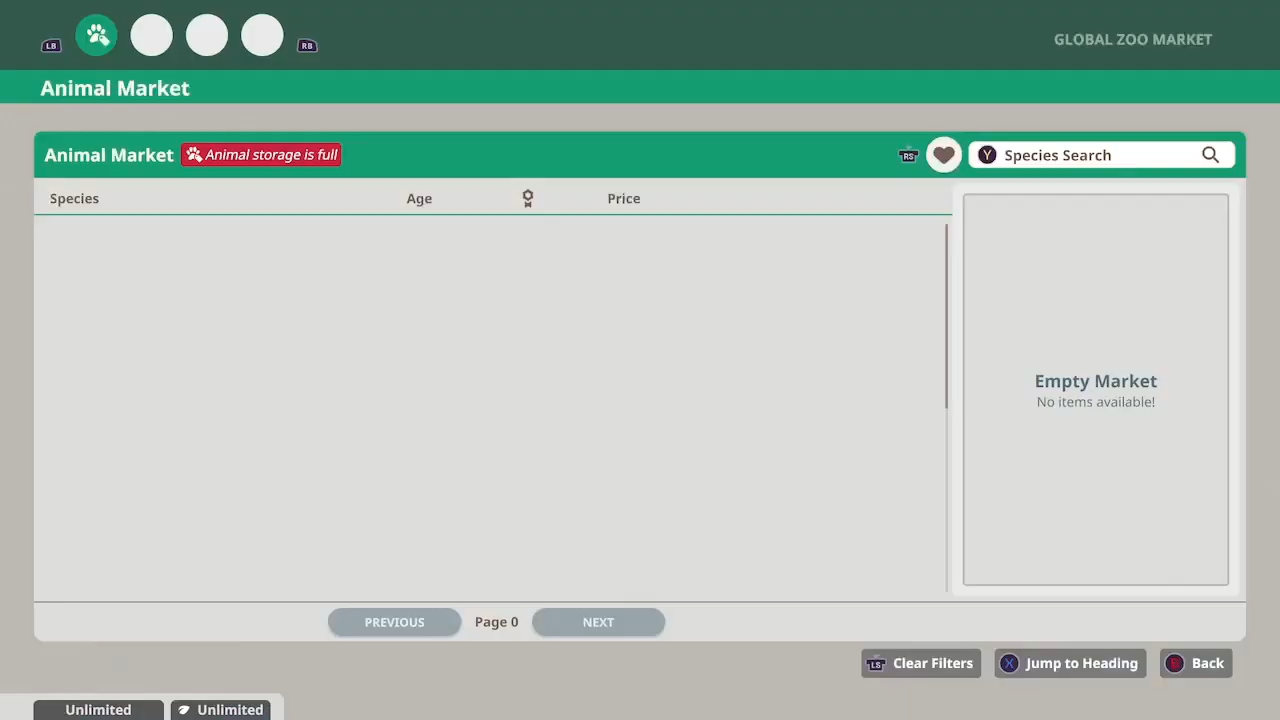 LB
RB
GLOBAL ZOO MARKET
Animal Market
Animal Market
Animal storage is full
RS
Y
Species Search
Species
Age
Price
Empty Market
No items available!
PREVIOUS
Page 0
NEXT
LS
Clear Filters
X
Jump to Heading
B
Back
Unlimited
Unlimited